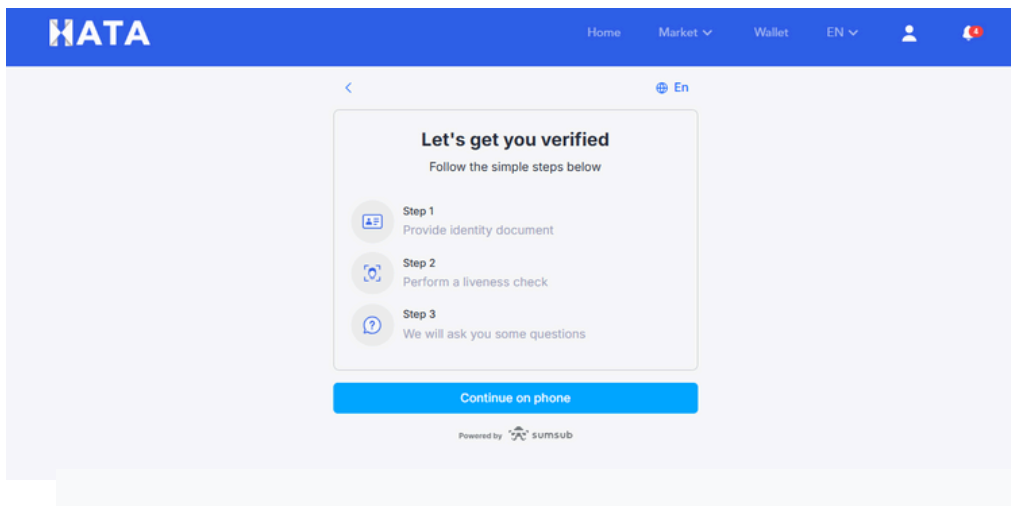 HATA
Home Market Wallet EN 4
En
Let's get you verified
Follow the simple steps below
Step 1
Provide identity document
Step 2
Perform a liveness check
Step 3
We will ask you some questions
Continue on phone
Powered by sumsub